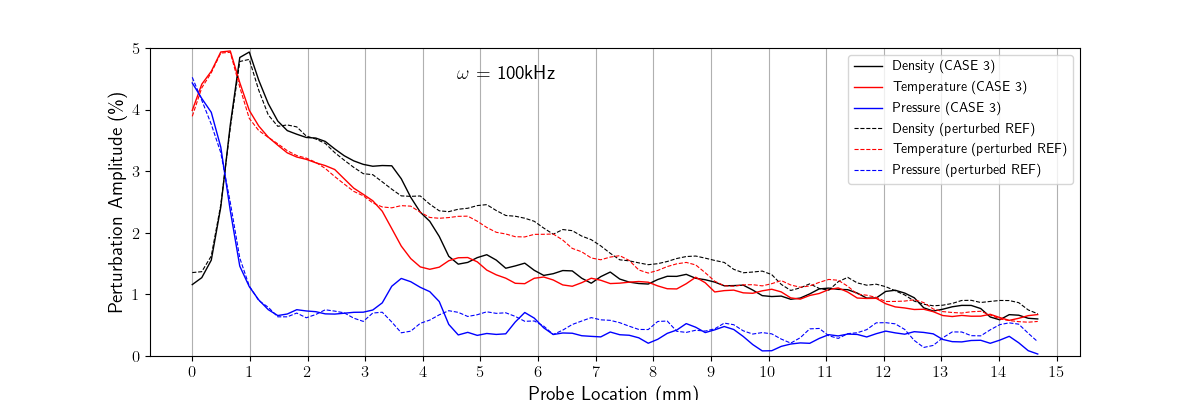 5
4
3
2
1
0
Perturbation Amplitude (%)
ω = 100kHz
Density (CASE 3)
Temperature (CASE 3)
Pressure (CASE 3)
Density (perturbed REF)
Temperature (perturbed REF)
Pressure (perturbed REF)
0 1 2 3 4 5 6 7 8 9 10 11 12 13 14 15
Probe Location (mm)